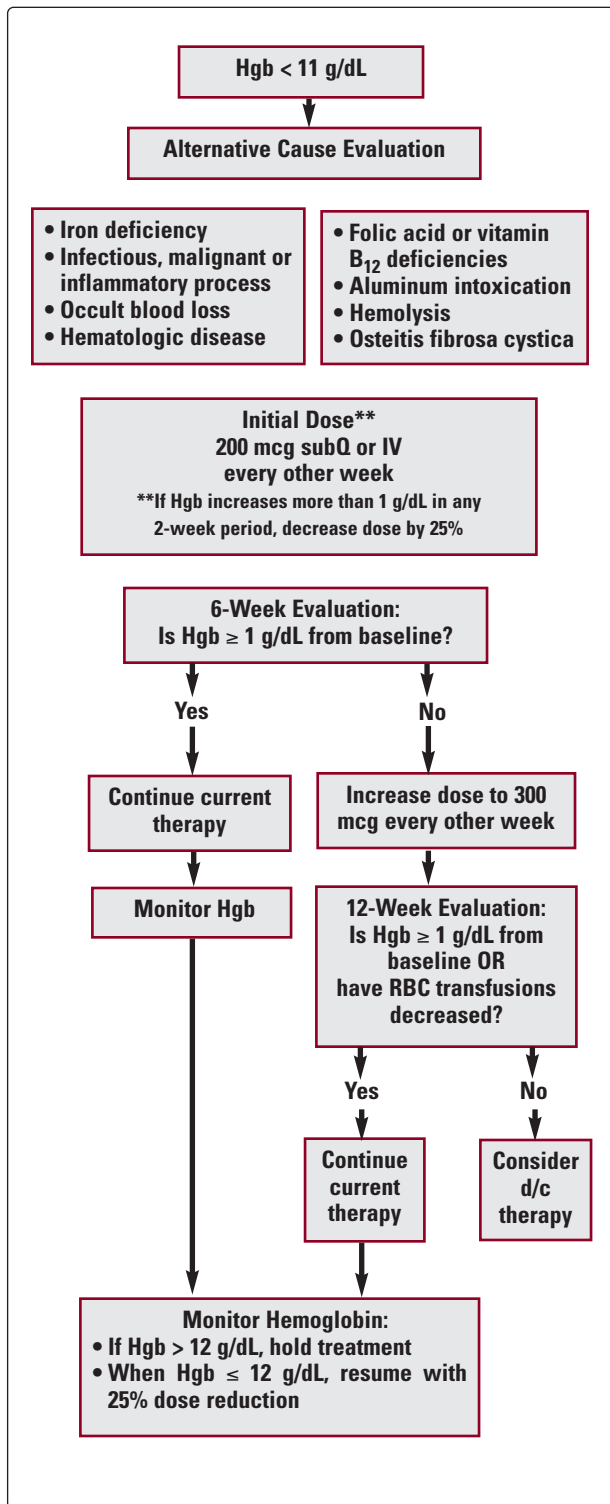 Hgb < 11 g/dL
Alternative Cause Evaluation
• Iron deficiency
• Infectious, malignant or
inflammatory process
• Occult blood loss
• Hematologic disease
• Folic acid or vitamin
B12 deficiencies
• Aluminum intoxication
• Hemolysis
• Osteitis fibrosa cystica
Initial Dose**
200 mcg subQ or IV
every other week
**If Hgb increases more than 1 g/dL in any
2-week period, decrease dose by 25%
6-Week Evaluation:
Is Hgb ≥ 1 g/dL from baseline?
Yes
No
Continue current
therapy
Increase dose to 300
mcg every other week
Monitor Hgb
12-Week Evaluation:
Is Hgb ≥ 1 g/dL from
baseline OR
have RBC transfusions
decreased?
Yes
No
Continue
current
therapy
Consider
d/c
therapy
Monitor Hemoglobin:
• If Hgb > 12 g/dL, hold treatment
• When Hgb ≤ 12 g/dL, resume with
25% dose reduction